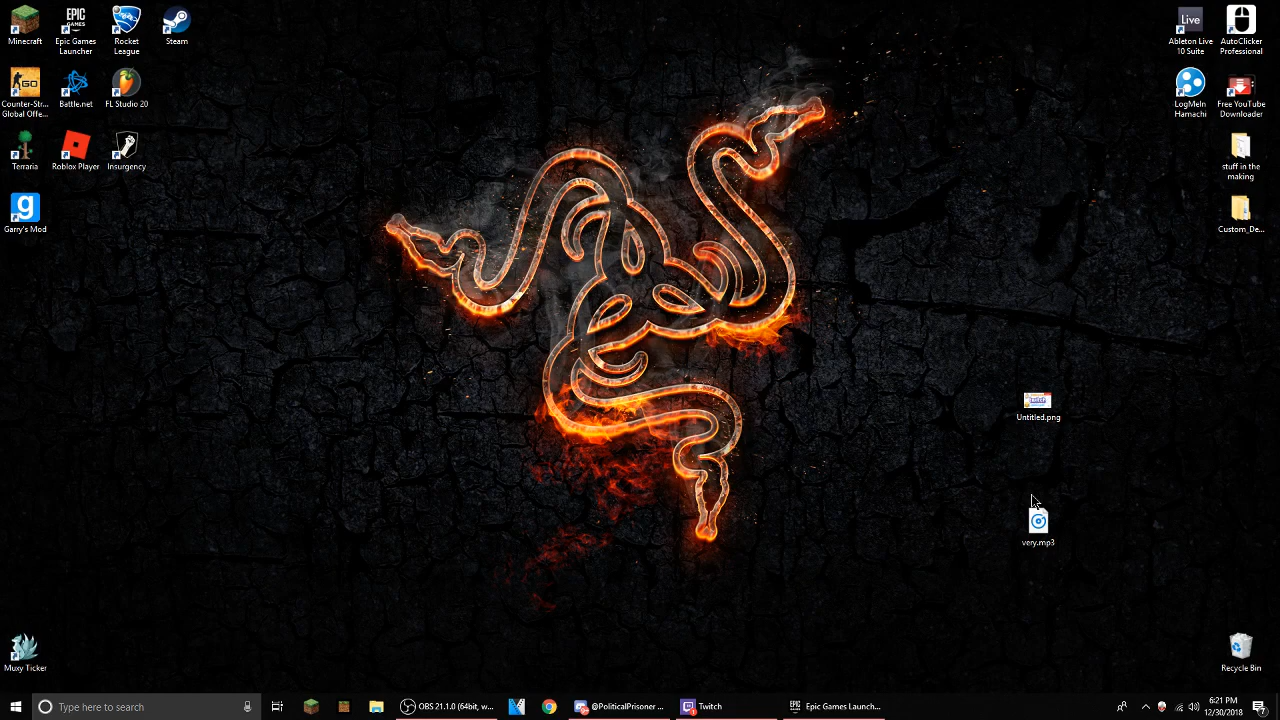 Minecraft
Epic Games
Launcher
Rocket
League
Steam
Counter-Str...
Global Offe...
Battle.net
FL Studio 20
Terraria
Roblox Player
Insurgency
Garry's Mod
Muxy Ticker
Live
Ableton Live
10 Suite
AutoClicker
Professional
LogMeIn
Hamachi
Free YouTube
Downloader
stuff in the
making
Custom_De...
Untitled.png
very.mp3
Recycle Bin
Type here to search
OBS 21.1.0 (64bit, w...
@PoliticalPrisoner ...
Twitch
Epic Games Launch...
6:21 PM
12/30/2018